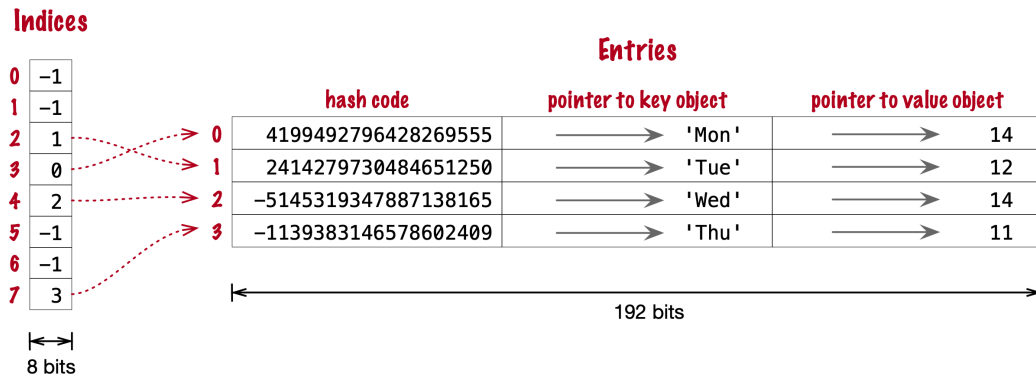 Indices
Entries
hash code pointer to key object pointer to value object
0 -1
1 -1
2 1
3 0
4 2
5 -1
6 -1
7 3
0 4199492796428269555 'Mon' 14
1 2414279730484651250 'Tue' 12
2 -5145319347887138165 'Wed' 14
3 -1139383146578602409 'Thu' 11
192 bits
8 bits